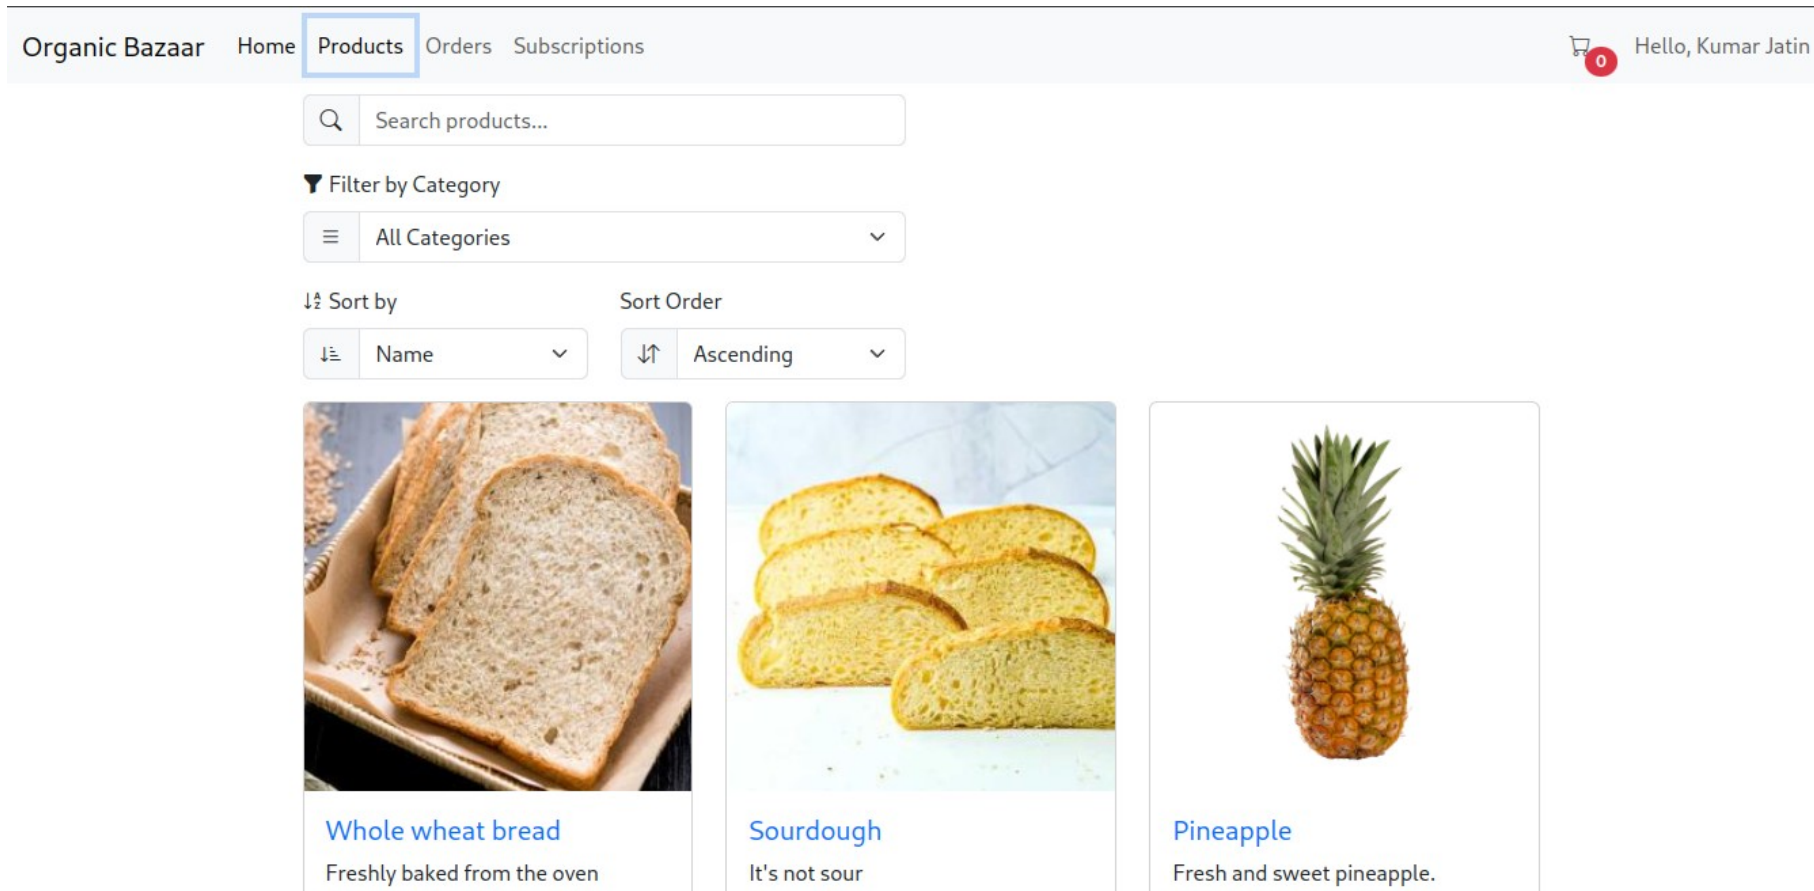 Organic Bazaar Home Products Orders Subscriptions 0 Hello, Kumar Jatin
Search products...
Filter by Category
All Categories
Sort by Sort Order
Name Ascending
Whole wheat bread
Freshly baked from the oven
Sourdough
It's not sour
Pineapple
Fresh and sweet pineapple.